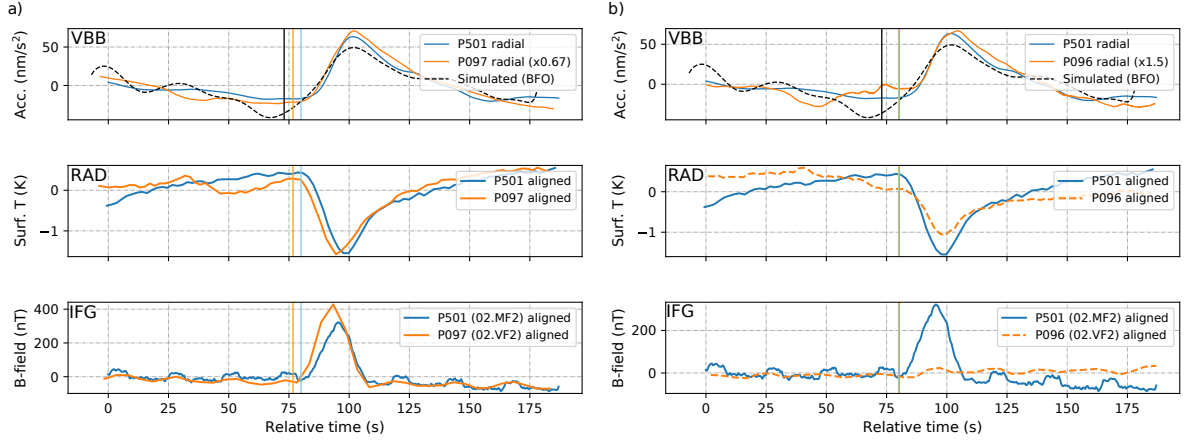 a)
VBB
Acc. (nm/s²)
50
0
P501 radial
P097 radial (x0.67)
Simulated (BFO)
RAD
Surf. T (K)
0
−1
P501 aligned
P097 aligned
IFG
B-field (nT)
400
200
0
P501 (02.MF2) aligned
P097 (02.VF2) aligned
0
25
50
75
100
125
150
175
Relative time (s)
b)
VBB
Acc. (nm/s²)
50
0
P501 radial
P096 radial (x1.5)
Simulated (BFO)
RAD
Surf. T (K)
0
−1
P501 aligned
P096 aligned
IFG
B-field (nT)
200
0
P501 (02.MF2) aligned
P096 (02.VF2) aligned
0
25
50
75
100
125
150
175
Relative time (s)